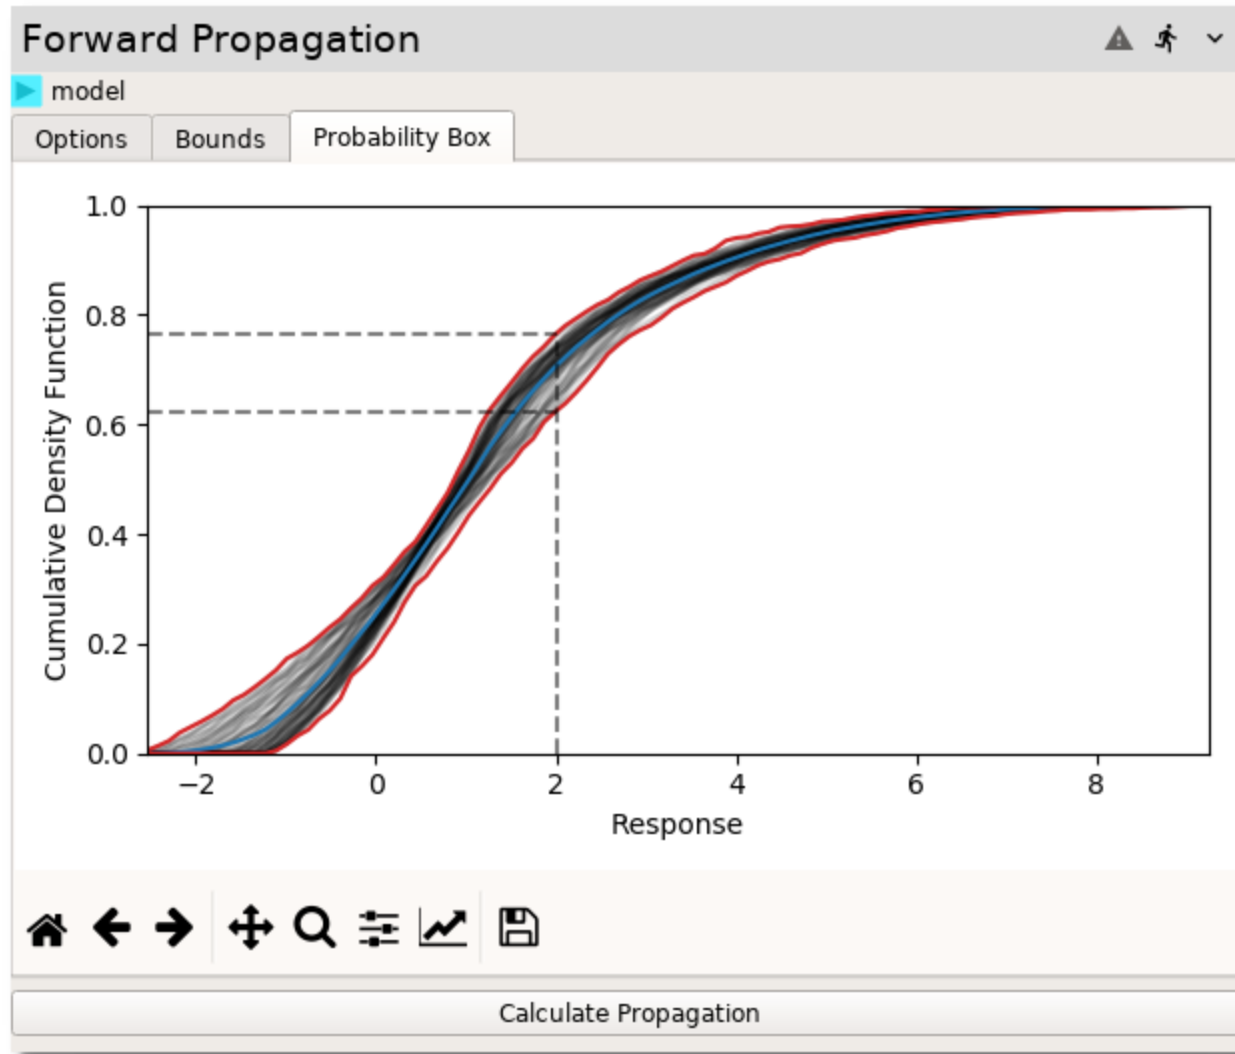 Forward Propagation
model
Options Bounds Probability Box
1.0
0.8
0.6
0.4
0.2
0.0
Cumulative Density Function
−2 0 2 4 6 8
Response
Calculate Propagation